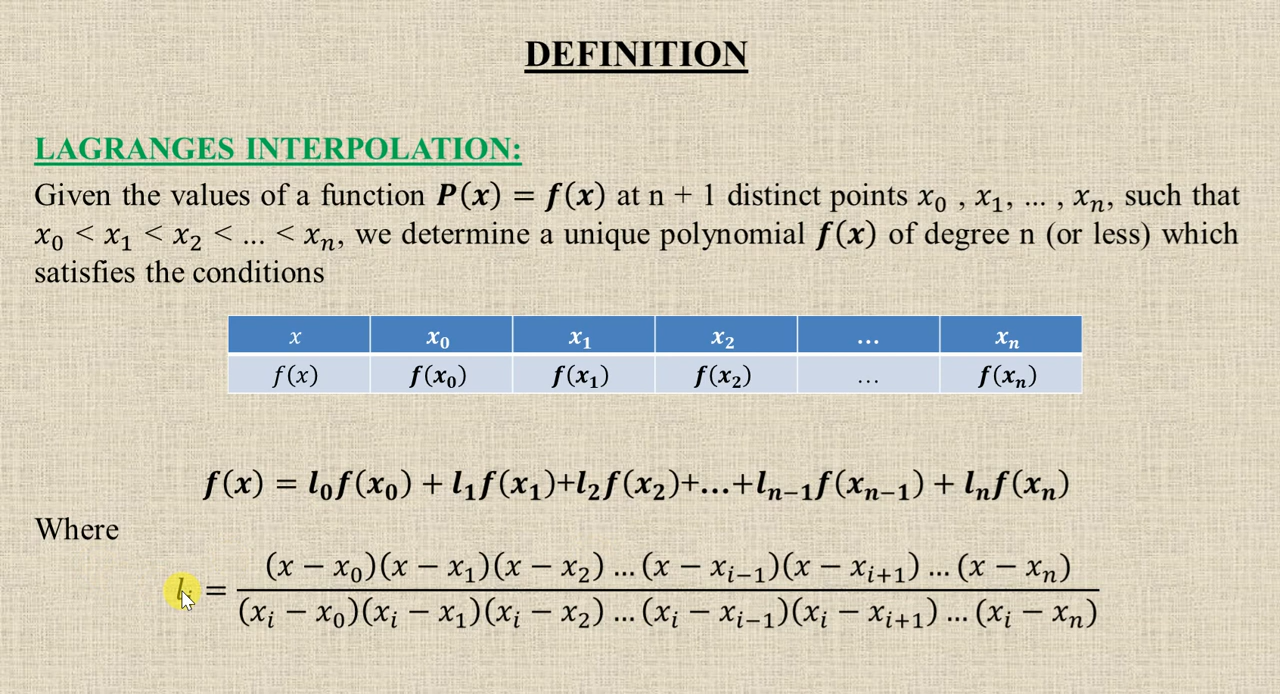 DEFINITION
LAGRANGES INTERPOLATION:
Given the values of a function P(x) = f(x) at n + 1 distinct points x₀ , x₁, … , xₙ, such that
x₀ < x₁ < x₂ < … < xₙ, we determine a unique polynomial f(x) of degree n (or less) which
satisfies the conditions
x x₀ x₁ x₂ … xₙ
f(x) f(x₀) f(x₁) f(x₂) … f(xₙ)
f(x) = l₀f(x₀) + l₁f(x₁)+l₂f(x₂)+…+lₙ₋₁f(xₙ₋₁) + lₙf(xₙ)
Where
(x − x₀)(x − x₁)(x − x₂) … (x − xᵢ₋₁)(x − xᵢ₊₁) … (x − xₙ)
lᵢ =
(xᵢ − x₀)(xᵢ − x₁)(xᵢ − x₂) … (xᵢ − xᵢ₋₁)(xᵢ − xᵢ₊₁) … (xᵢ − xₙ)